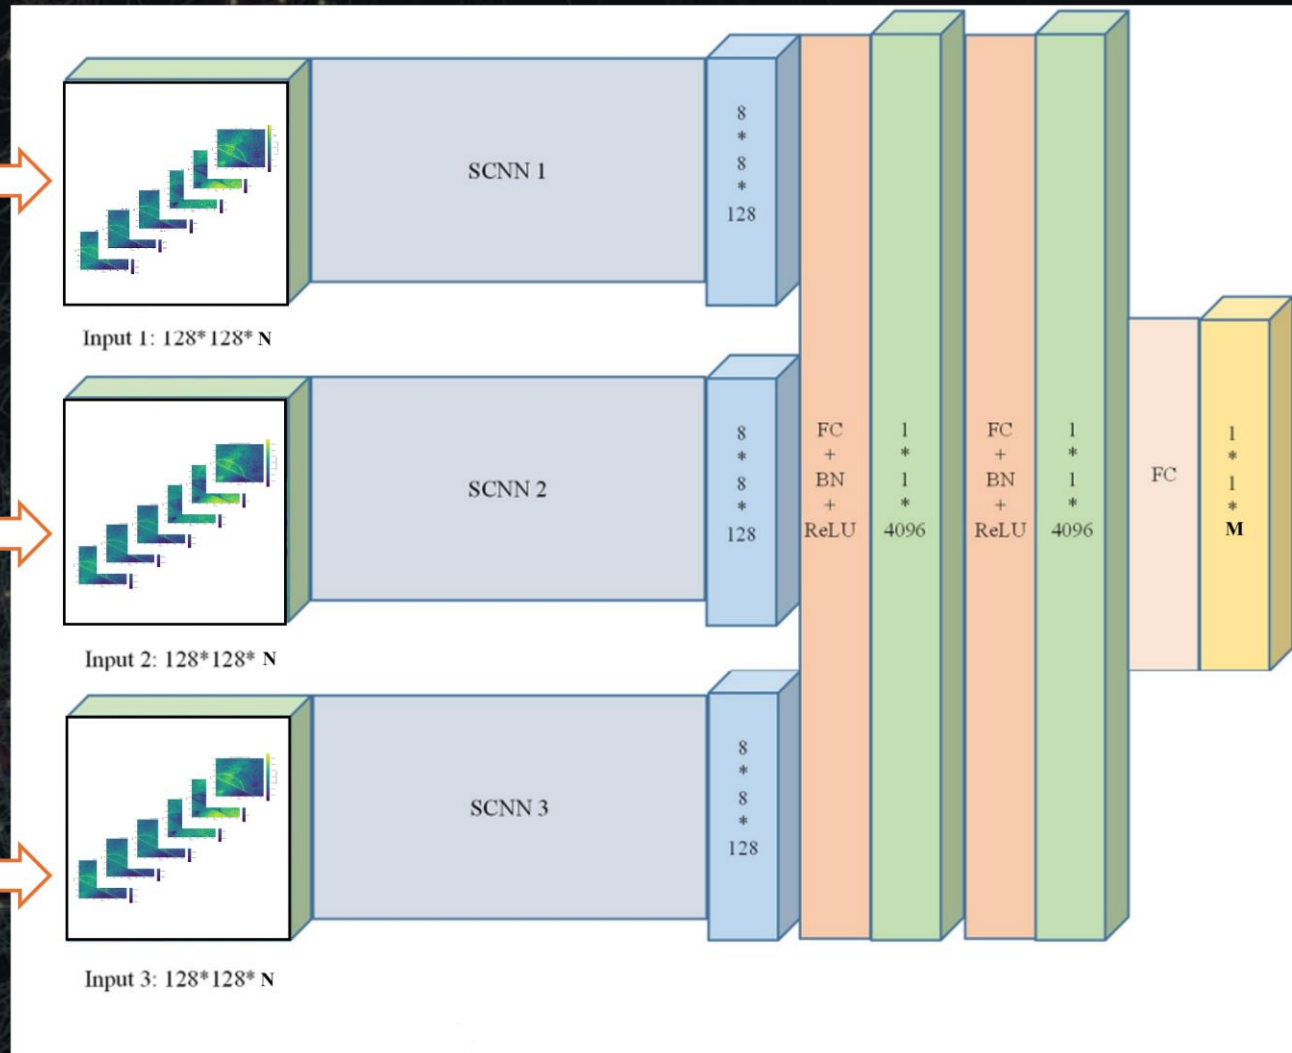 SCNN 1
8
*
8
*
128
Input 1: 128*128* N
SCNN 2
8
*
8
*
128
FC
+
BN
+
ReLU
1
*
1
*
4096
FC
+
BN
+
ReLU
1
*
1
*
4096
FC
1
*
1
*
M
Input 2: 128*128* N
SCNN 3
8
*
8
*
128
Input 3: 128*128* N